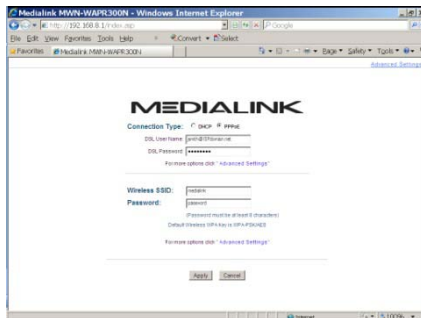 Medialink MWN-WAPR300N - Windows Internet Explorer
http://192.168.8.1/index.asp
Google
File Edit View Favorites Tools Help
Convert Select
Favorites Medialink MWN-WAPR300N
Page Safety Tools
Advanced Settings
MEDIALINK
Connection Type: DHCP PPPoE
DSL User Name
DSL Password
For more options click "Advanced Settings"
Wireless SSID: medialink
Password: password
(Password must be at least 8 characters)
Default Wireless WPA Key is WPA-PSK/AES
For more options click "Advanced Settings"
Apply Cancel
Internet
100%